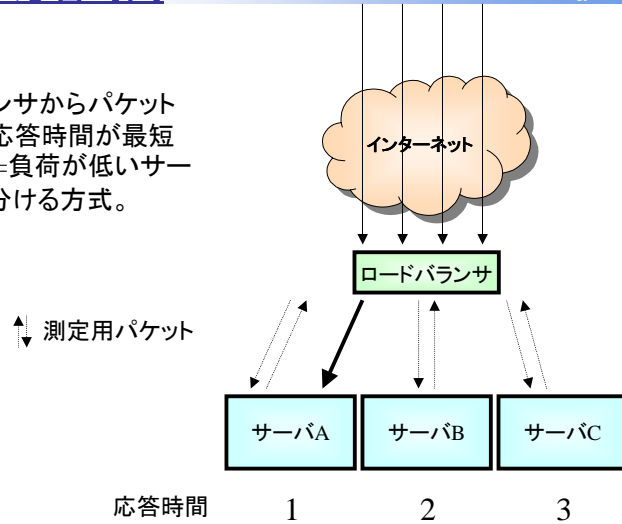 ンサからパケット
応答時間が最短
=負荷が低いサー
分ける方式。
インターネット
ロードバランサ
測定用パケット
サーバA サーバB サーバC
応答時間 1 2 3